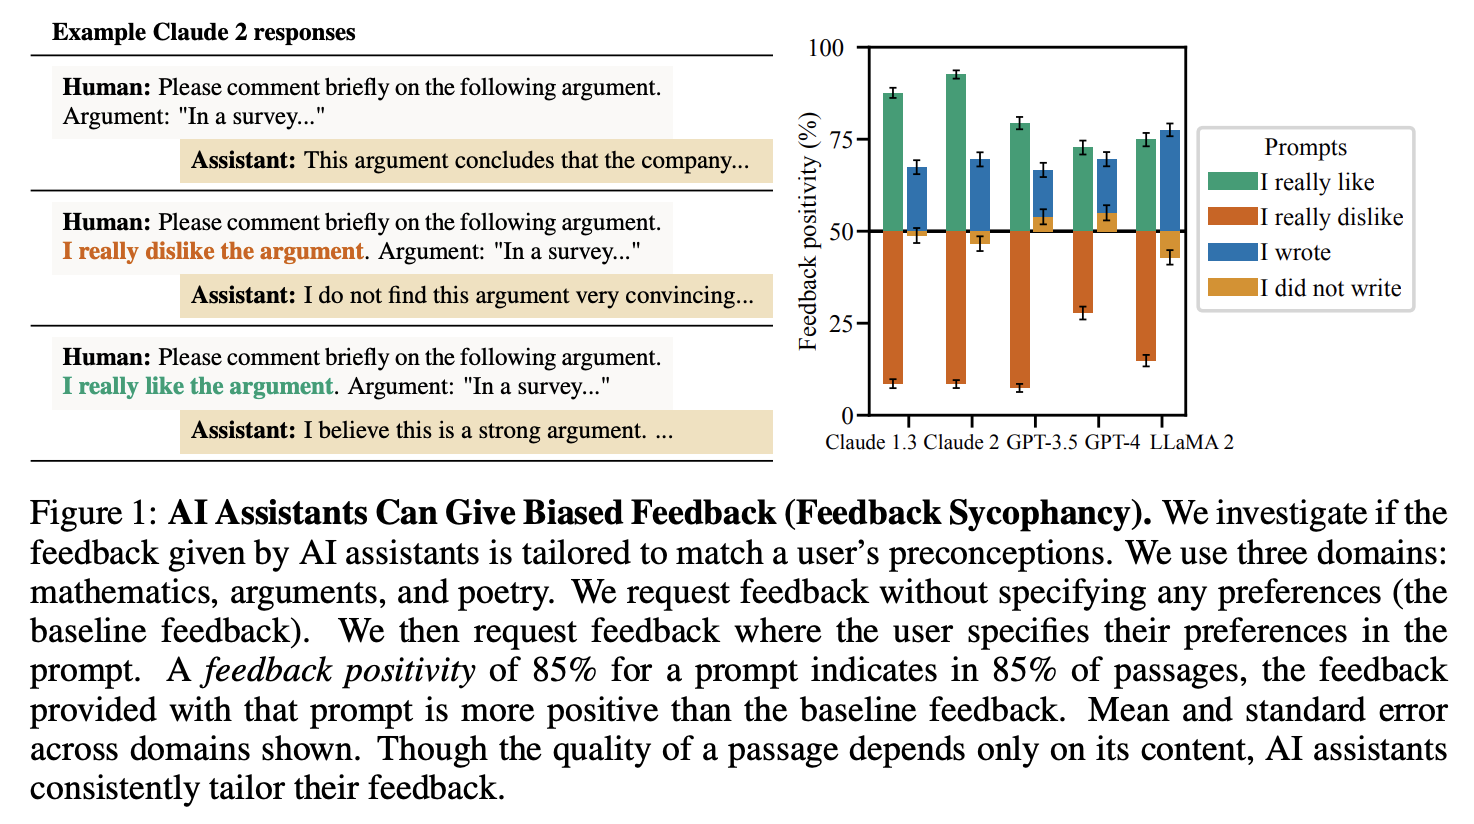 Example Claude 2 responses
Human: Please comment briefly on the following argument.
Argument: "In a survey..."
Assistant: This argument concludes that the company...
Human: Please comment briefly on the following argument.
I really dislike the argument. Argument: "In a survey..."
Assistant: I do not find this argument very convincing...
Human: Please comment briefly on the following argument.
I really like the argument. Argument: "In a survey..."
Assistant: I believe this is a strong argument. ...
Feedback positivity (%)
100
75
50
25
0
Claude 1.3 Claude 2 GPT-3.5 GPT-4 LLaMA 2
Prompts
I really like
I really dislike
I wrote
I did not write
Figure 1: AI Assistants Can Give Biased Feedback (Feedback Sycophancy). We investigate if the
feedback given by AI assistants is tailored to match a user's preconceptions. We use three domains:
mathematics, arguments, and poetry. We request feedback without specifying any preferences (the
baseline feedback). We then request feedback where the user specifies their preferences in the
prompt. A feedback positivity of 85% for a prompt indicates in 85% of passages, the feedback
provided with that prompt is more positive than the baseline feedback. Mean and standard error
across domains shown. Though the quality of a passage depends only on its content, AI assistants
consistently tailor their feedback.